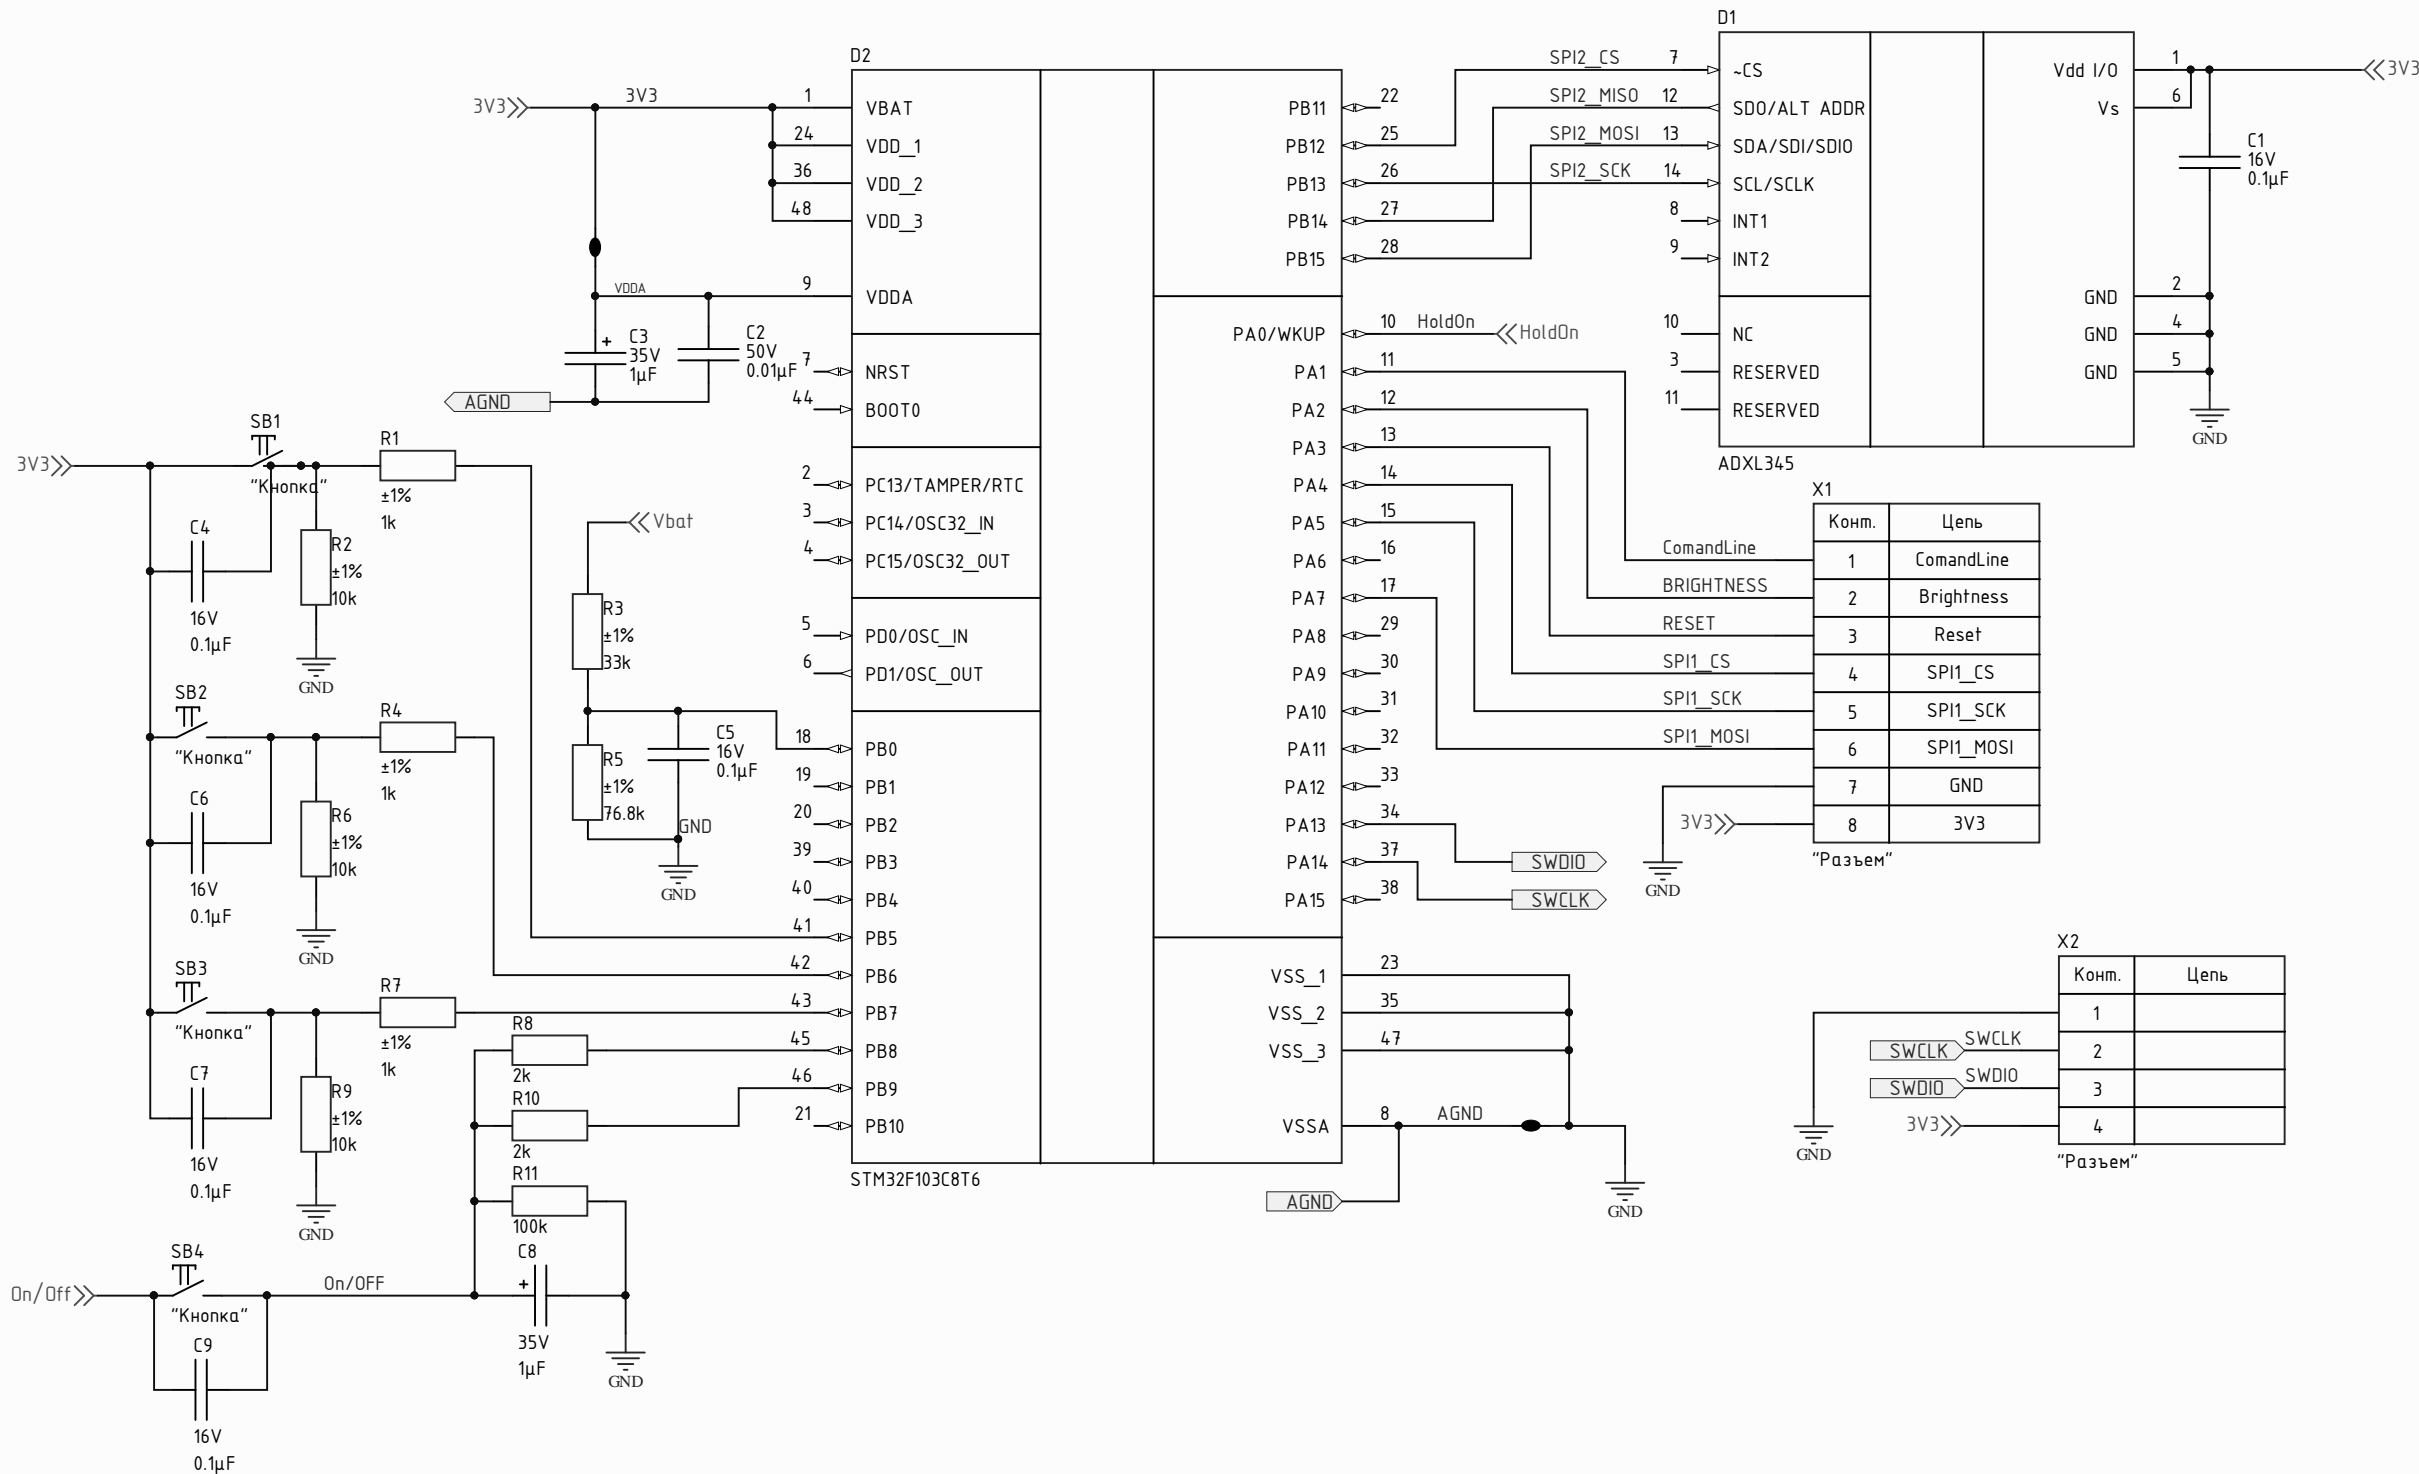 D2
3V3
3V3
1
VBAT
24
VDD_1
36
VDD_2
48
VDD_3
VDDA
9
VDDA
C3
35V
1µF
C2
50V
0.01µF
AGND
7
NRST
44
BOOT0
2
PC13/TAMPER/RTC
3
PC14/OSC32_IN
4
PC15/OSC32_OUT
5
PD0/OSC_IN
6
PD1/OSC_OUT
18
PB0
19
PB1
20
PB2
39
PB3
40
PB4
41
PB5
42
PB6
43
PB7
45
PB8
46
PB9
21
PB10
STM32F103C8T6
PB11
22
PB12
25
PB13
26
PB14
27
PB15
28
PA0/WKUP
10
HoldOn
HoldOn
PA1
11
PA2
12
PA3
13
PA4
14
PA5
15
PA6
16
PA7
17
PA8
29
PA9
30
PA10
31
PA11
32
PA12
33
PA13
34
SWDIO
PA14
37
SWCLK
PA15
38
VSS_1
23
VSS_2
35
VSS_3
47
VSSA
8
AGND
AGND
GND
D1
SPI2_CS
7
~CS
SPI2_MISO
12
SDO/ALT ADDR
SPI2_MOSI
13
SDA/SDI/SDIO
SPI2_SCK
14
SCL/SCLK
8
INT1
9
INT2
10
NC
3
RESERVED
11
RESERVED
Vdd I/O
1
3V3
Vs
6
C1
16V
0.1µF
GND
2
GND
4
GND
5
GND
ADXL345
X1
Конт.
Цепь
ComandLine
1
ComandLine
BRIGHTNESS
2
Brightness
RESET
3
Reset
SPI1_CS
4
SPI1_CS
SPI1_SCK
5
SPI1_SCK
SPI1_MOSI
6
SPI1_MOSI
7
GND
3V3
8
3V3
"Разъем"
GND
X2
Конт.
Цепь
1
SWCLK
SWCLK
2
SWDIO
SWDIO
3
3V3
4
"Разъем"
GND
SB1
3V3
"Кнопка"
R1
±1%
1k
C4
16V
0.1µF
R2
±1%
10k
GND
SB2
"Кнопка"
R4
±1%
1k
C6
16V
0.1µF
R6
±1%
10k
GND
SB3
"Кнопка"
R7
±1%
1k
C7
16V
0.1µF
R9
±1%
10k
GND
Vbat
R3
±1%
33k
R5
±1%
76.8k
C5
16V
0.1µF
GND
GND
R8
2k
R10
2k
R11
100k
C8
35V
1µF
GND
SB4
On/Off
"Кнопка"
On/OFF
C9
16V
0.1µF